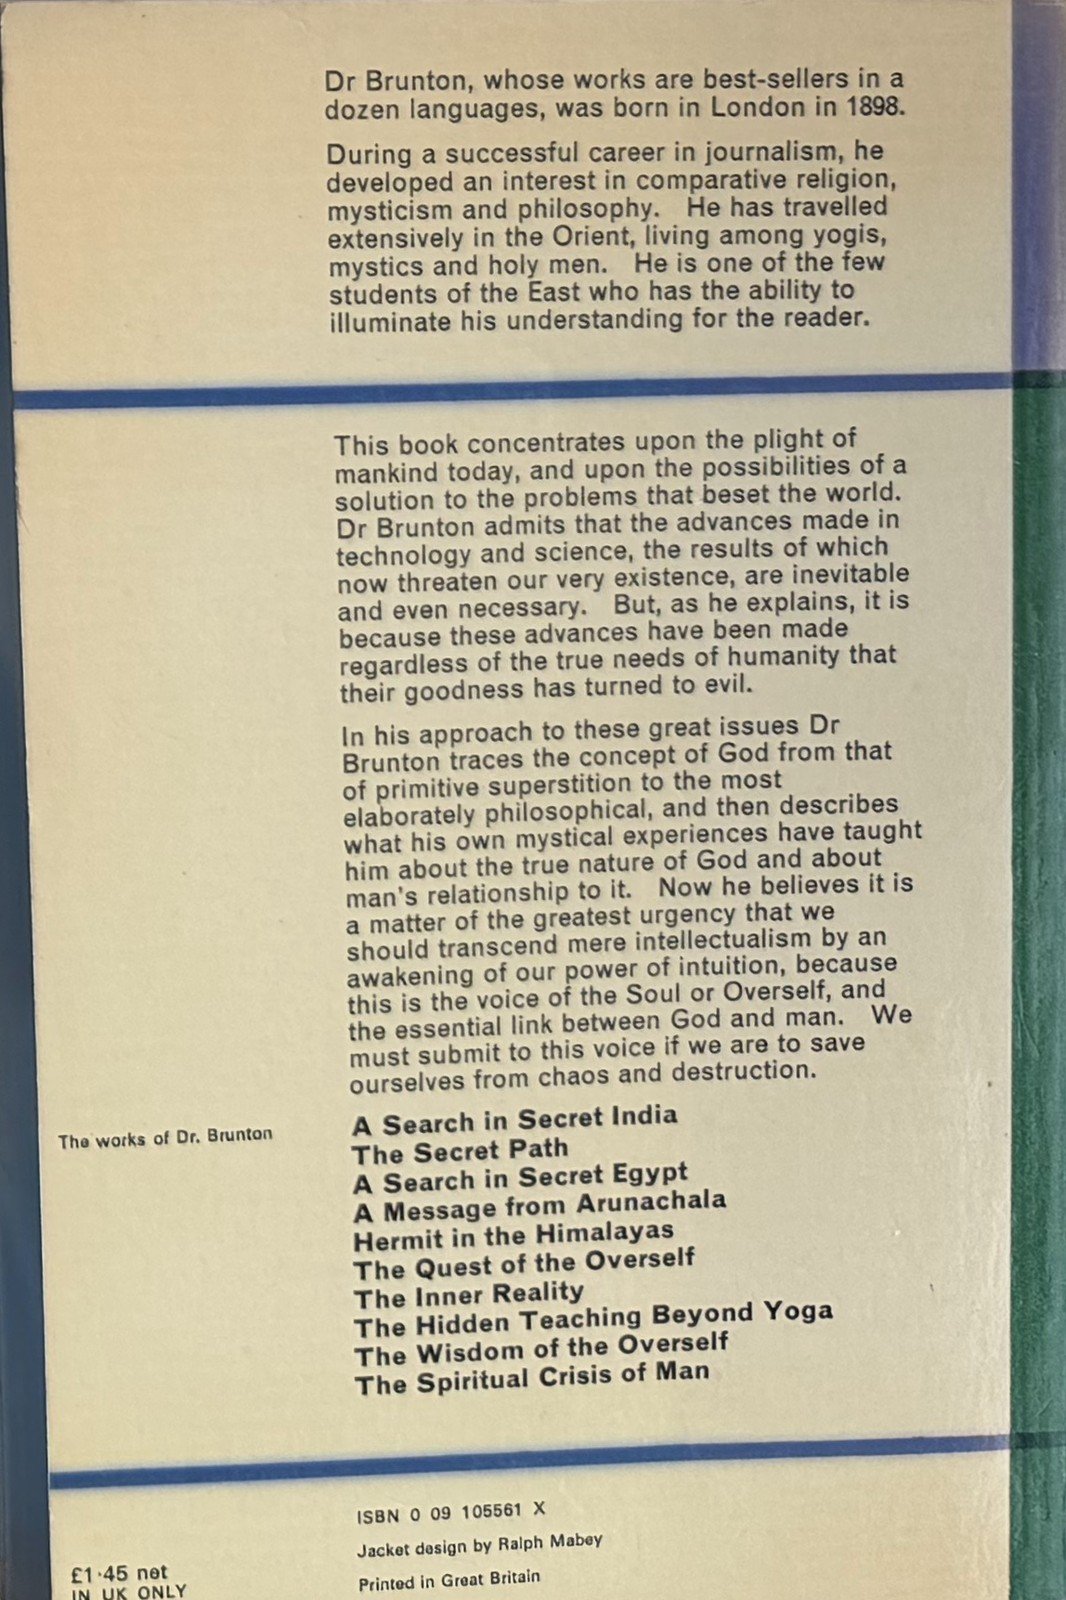 Dr Brunton, whose works are best-sellers in a
dozen languages, was born in London in 1898.
During a successful career in journalism, he
developed an interest in comparative religion,
mysticism and philosophy. He has travelled
extensively in the Orient, living among yogis,
mystics and holy men. He is one of the few
students of the East who has the ability to
illuminate his understanding for the reader.
This book concentrates upon the plight of
mankind today, and upon the possibilities of a
solution to the problems that beset the world.
Dr Brunton admits that the advances made in
technology and science, the results of which
now threaten our very existence, are inevitable
and even necessary. But, as he explains, it is
because these advances have been made
regardless of the true needs of humanity that
their goodness has turned to evil.
In his approach to these great issues Dr
Brunton traces the concept of God from that
of primitive superstition to the most
elaborately philosophical, and then describes
what his own mystical experiences have taught
him about the true nature of God and about
man's relationship to it. Now he believes it is
a matter of the greatest urgency that we
should transcend mere intellectualism by an
awakening of our power of intuition, because
this is the voice of the Soul or Overself, and
the essential link between God and man. We
must submit to this voice if we are to save
ourselves from chaos and destruction.
The works of Dr. Brunton
A Search in Secret India
The Secret Path
A Search in Secret Egypt
A Message from Arunachala
Hermit in the Himalayas
The Quest of the Overself
The Inner Reality
The Hidden Teaching Beyond Yoga
The Wisdom of the Overself
The Spiritual Crisis of Man
ISBN 0 09 105561 X
Jacket design by Ralph Mabey
Printed in Great Britain
£1·45 net
IN UK ONLY